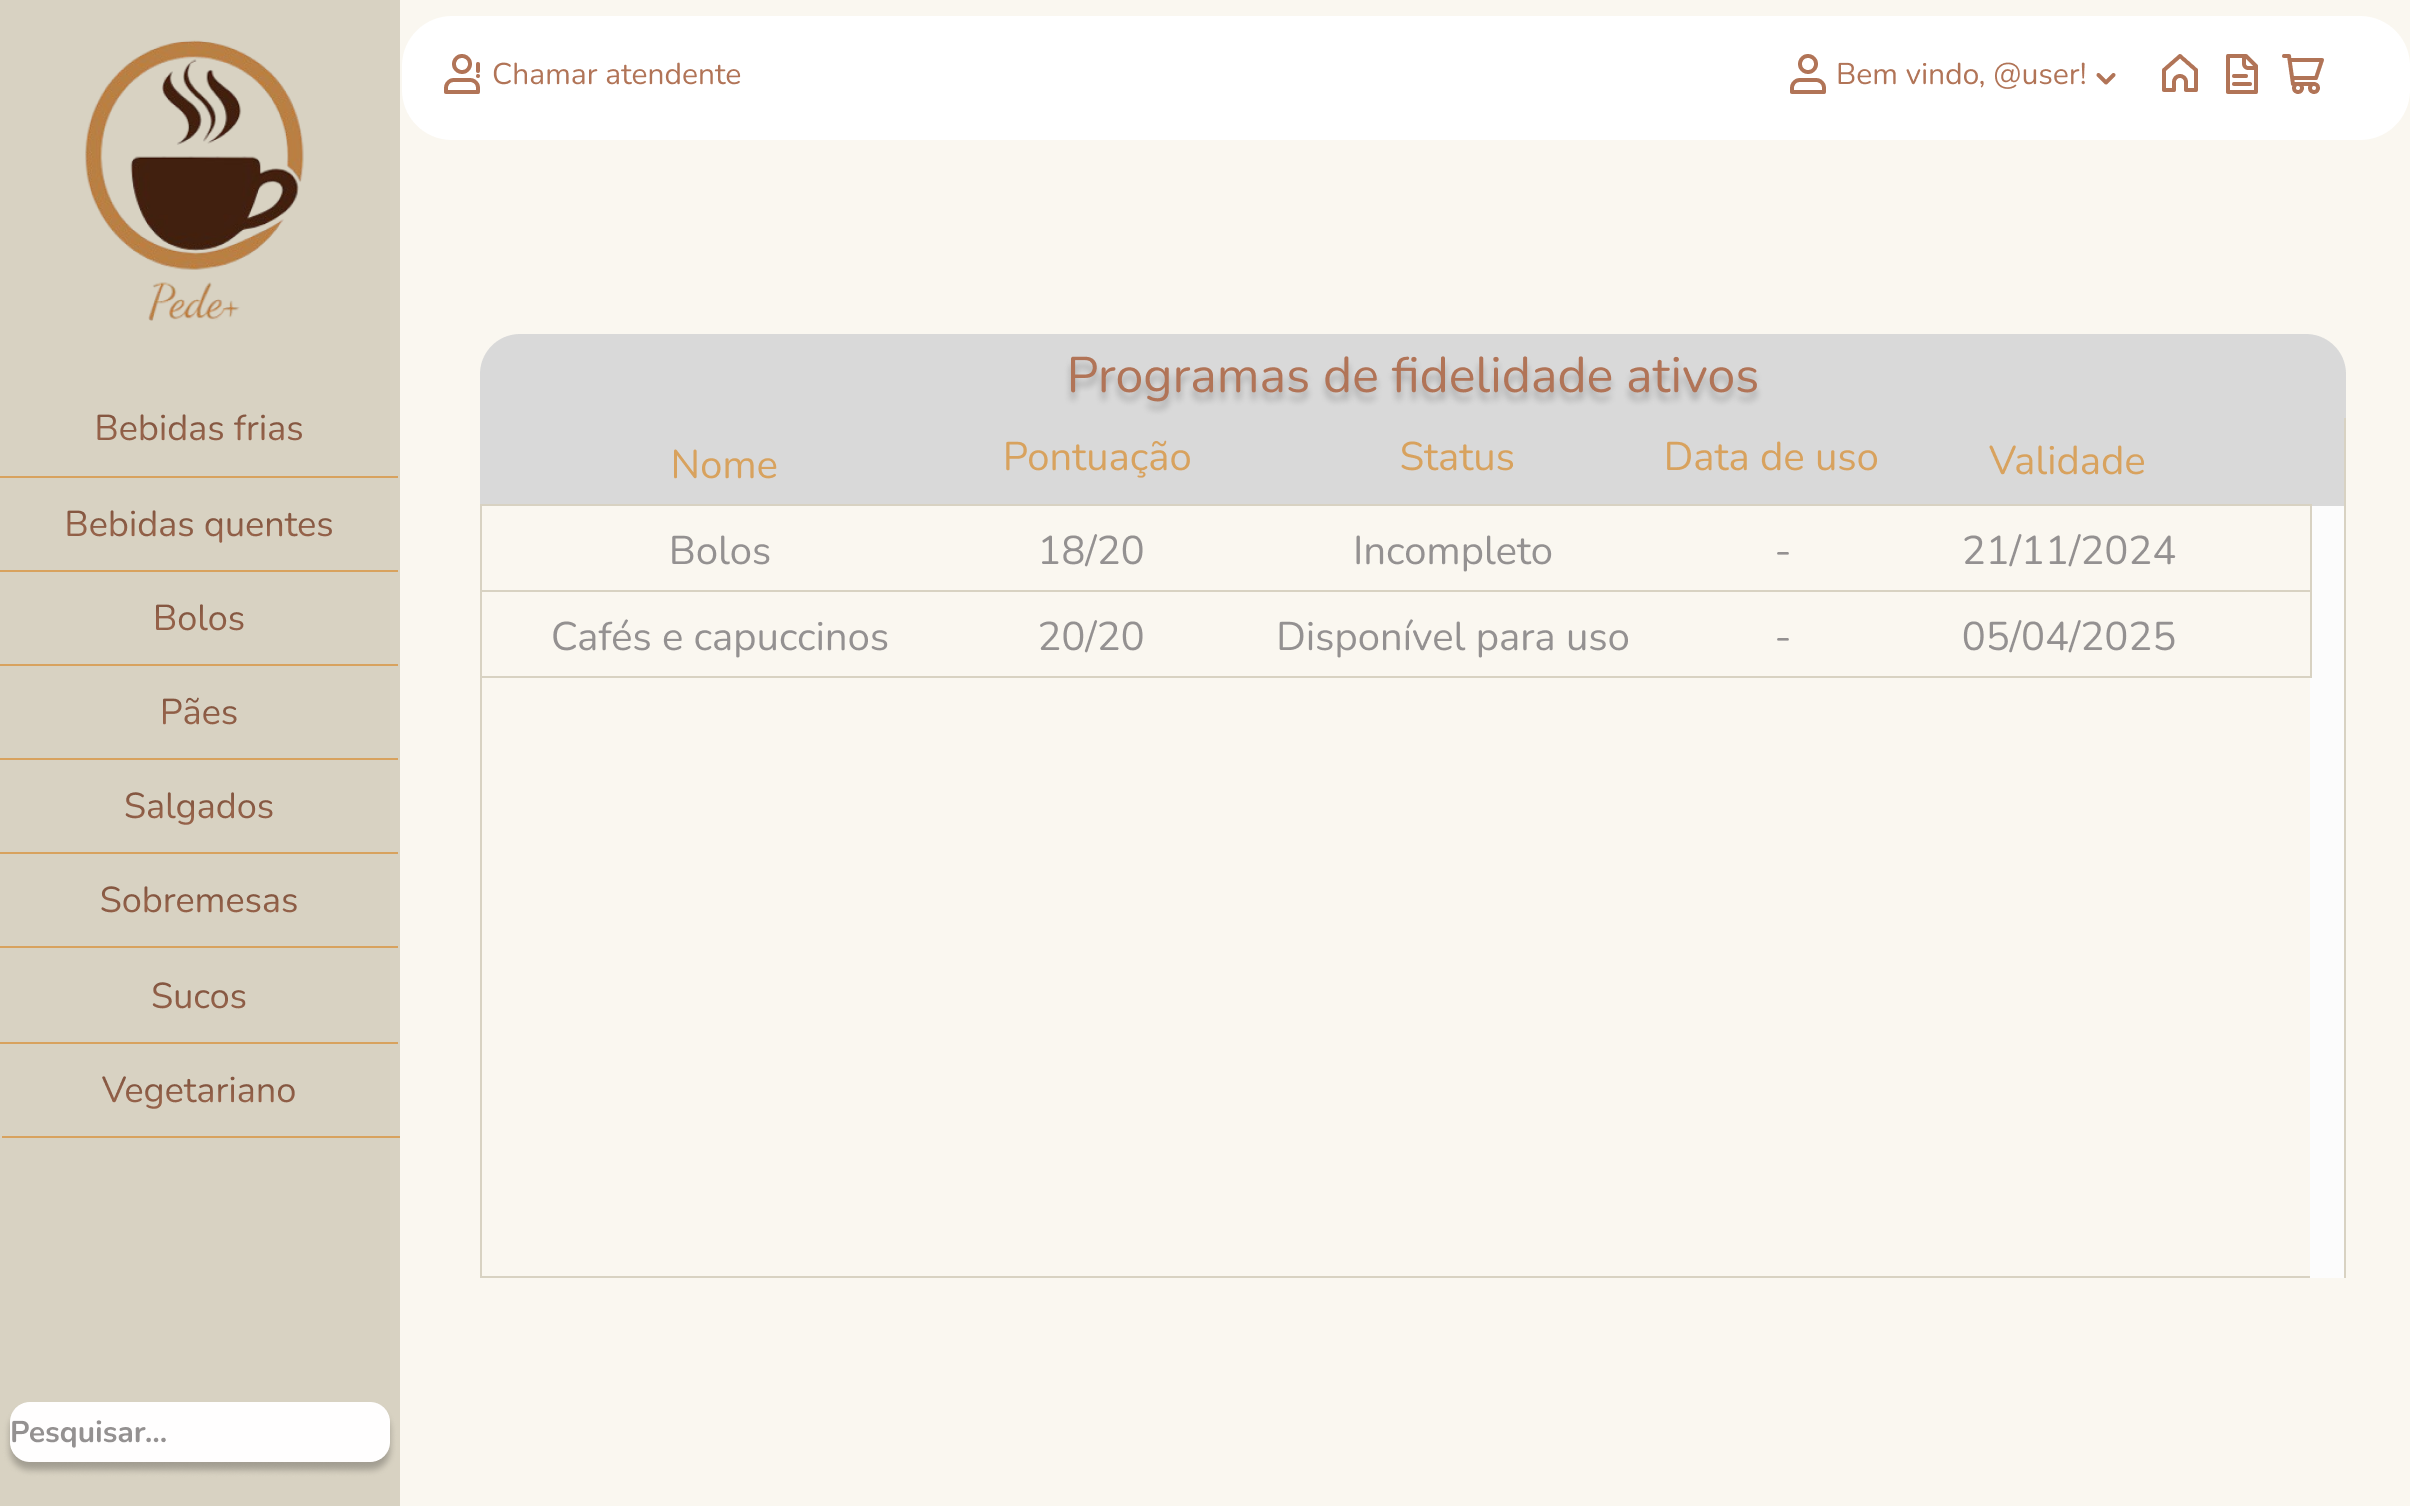 Pede+
Bebidas frias
Bebidas quentes
Bolos
Pães
Salgados
Sobremesas
Sucos
Vegetariano
Pesquisar...
Chamar atendente
Bem vindo, @user!
Programas de fidelidade ativos
Nome Pontuação Status Data de uso Validade
Bolos 18/20 Incompleto - 21/11/2024
Cafés e capuccinos 20/20 Disponível para uso - 05/04/2025